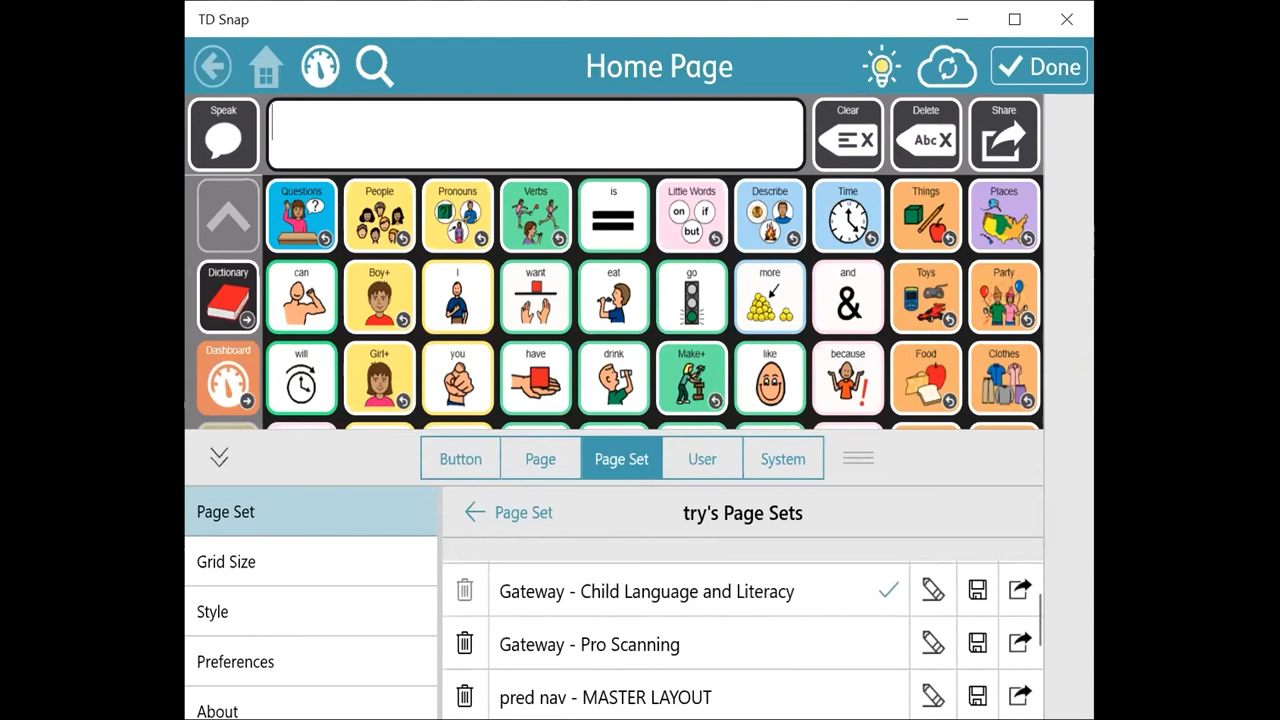 TD Snap
Home Page
Done
Speak
Clear
Delete
Abc X
Share
Questions
?
People
Pronouns
?
Verbs
is
Little Words
on
if
but
Describe
Time
Things
Places
Dictionary
can
Boy+
I
want
eat
go
more
and
&
Toys
Party
Dashboard
will
Girl+
you
have
drink
Make+
like
because
!
Food
Clothes
Button
Page
Page Set
User
System
Page Set
Page Set
try's Page Sets
Grid Size
Gateway - Child Language and Literacy
Style
Gateway - Pro Scanning
Preferences
pred nav - MASTER LAYOUT
About